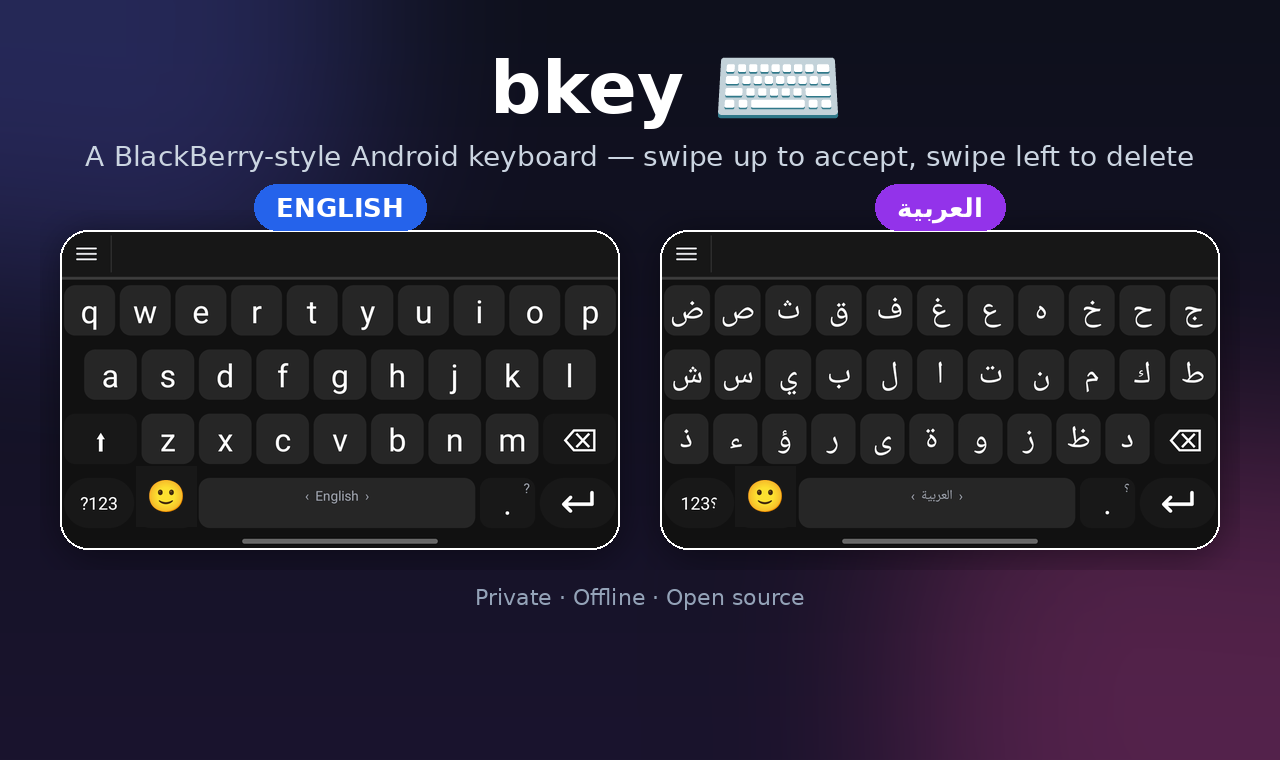 bkey ⌨️
A BlackBerry-style Android keyboard — swipe up to accept, swipe left to delete
ENGLISH
q w e r t y u i o p
a s d f g h j k l
z x c v b n m
?123 🙂 ‹ English › . ?
العربية
ض ص ث ق ف غ ع ه خ ح ج
ش س ي ب ل ا ت ن م ك ط
ذ ء ؤ ر ى ة و ز ظ د
123؟ 🙂 ‹ العربية › . ؟
Private · Offline · Open source